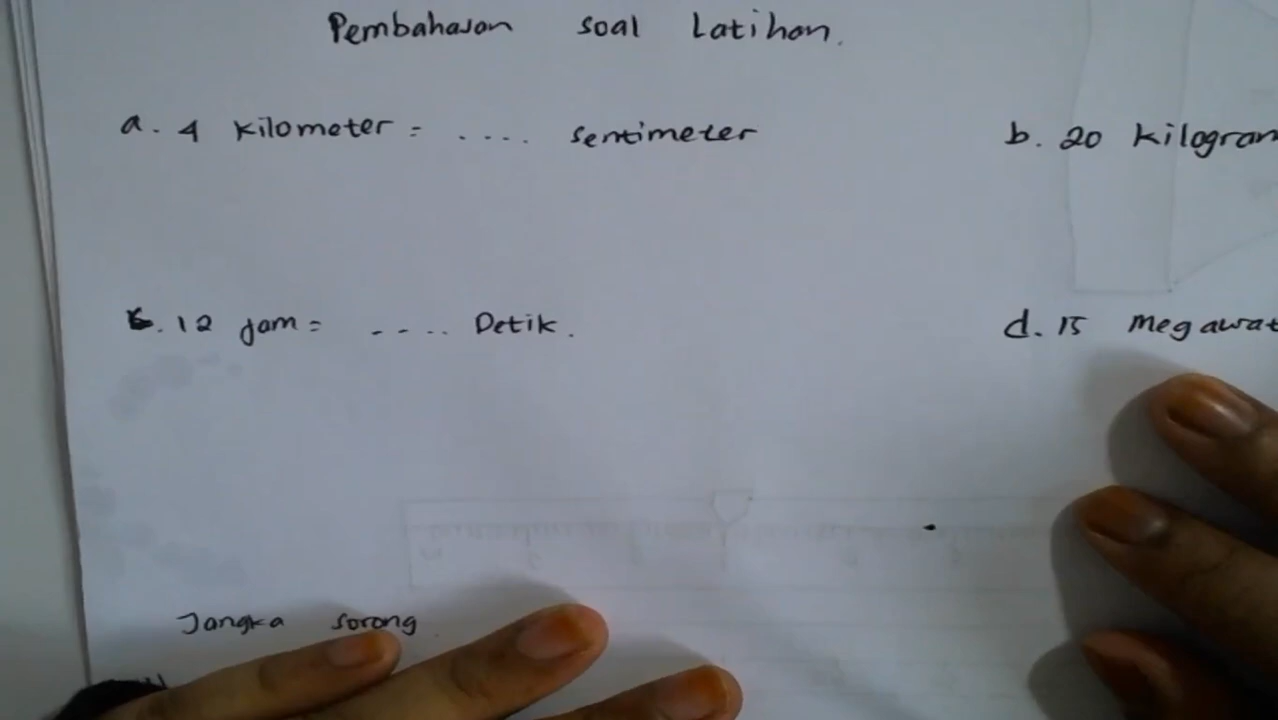 Pembahasan soal Latihan.
a. 4 kilometer = .... sentimeter
b. 20 kilogram
c. 12 jam = .... Detik.
d. 15 megawat
Jangka sorong